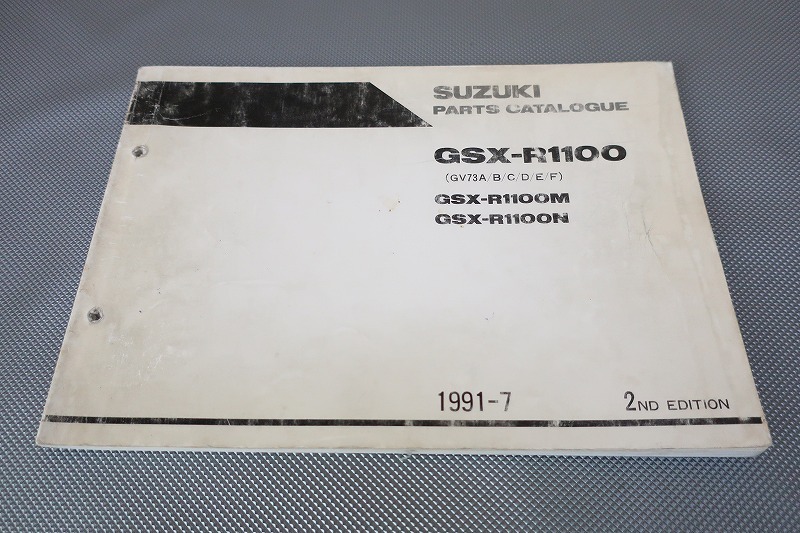 SUZUKI
PARTS CATALOGUE
GSX-R1100
(GV73A/B/C/D/E/F)
GSX-R1100M
GSX-R1100N
1991-7
2ND EDITION